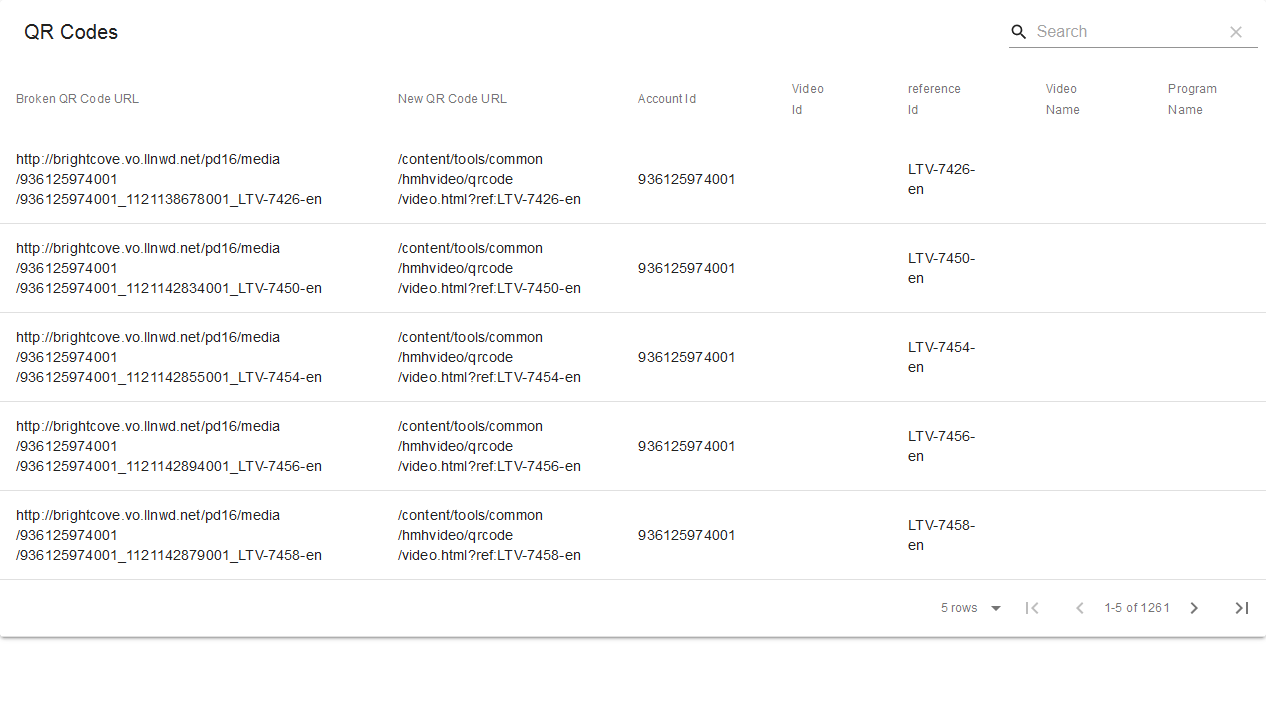 QR Codes
Search
Broken QR Code URL
New QR Code URL
Account Id
Video
Id
reference
Id
Video
Name
Program
Name
http://brightcove.vo.llnwd.net/pd16/media
/936125974001
/936125974001_1121138678001_LTV-7426-en
/content/tools/common
/hmhvideo/qrcode
/video.html?ref:LTV-7426-en
936125974001
LTV-7426-
en
http://brightcove.vo.llnwd.net/pd16/media
/936125974001
/936125974001_1121142834001_LTV-7450-en
/content/tools/common
/hmhvideo/qrcode
/video.html?ref:LTV-7450-en
936125974001
LTV-7450-
en
http://brightcove.vo.llnwd.net/pd16/media
/936125974001
/936125974001_1121142855001_LTV-7454-en
/content/tools/common
/hmhvideo/qrcode
/video.html?ref:LTV-7454-en
936125974001
LTV-7454-
en
http://brightcove.vo.llnwd.net/pd16/media
/936125974001
/936125974001_1121142894001_LTV-7456-en
/content/tools/common
/hmhvideo/qrcode
/video.html?ref:LTV-7456-en
936125974001
LTV-7456-
en
http://brightcove.vo.llnwd.net/pd16/media
/936125974001
/936125974001_1121142879001_LTV-7458-en
/content/tools/common
/hmhvideo/qrcode
/video.html?ref:LTV-7458-en
936125974001
LTV-7458-
en
5 rows
1-5 of 1261